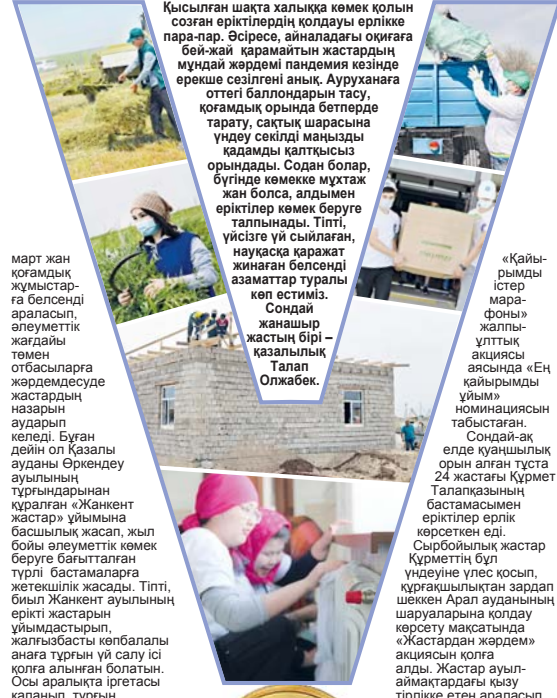 Қысылған шақта халыққа көмек қолын
созған еріктілердің қолдауы ерлікке
пара-пар. Әсіресе, айналадағы оқиғаға
бей-жай қарамайтын жастардың
мұндай жәрдемі пандемия кезінде
ерекше сезілгені анық. Ауруханаға
оттегі баллондарын тасу,
қоғамдық орында бетперде
тарату, сақтық шарасына
үндеу секілді маңызды
қадамды қалтқысыз
орындады. Содан болар,
бүгінде көмекке мұхтаж
жан болса, алдымен
еріктілер көмек беруге
талпынады. Тіпті,
үйсізге үй сыйлаған,
науқасқа қаражат
жинаған белсенді
азаматтар туралы
көп естиміз.
Сондай
жанашыр
жастың бірі –
қазалылық
Талап
Олжабек.
март жан
қоғамдық
жұмыстар-
ға белсенді
араласып,
әлеуметтік
жағдайы
төмен
отбасыларға
жәрдемдесуде
жастардың
назарын
аударып
келеді. Бұған
дейін ол Қазалы
ауданы Өркендеу
ауылының
тұрғындарынан
құралған «Жанкент
жастар» ұйымына
басшылық жасап, жыл
бойы әлеуметтік көмек
беруге бағытталған
түрлі бастамаларға
жетекшілік жасады. Тіпті,
биыл Жанкент ауылының
ерікті жастарын
ұйымдастырып,
жалғызбасты көпбалалы
анаға тұрғын үй салу ісі
қолға алынған болатын.
Осы аралықта іргетасы
қаланып, тұрғын
«Қайы-
рымды
істер
мара-
фоны»
жалпы-
ұлттық
акциясы
аясында «Ең
қайырымды
ұйым»
номинациясын
табыстаған.
Сондай-ақ
елде қуаңшылық
орын алған тұста
24 жастағы Құрмет
Талапқазының
бастамасымен
еріктілер ерлік
көрсеткен еді.
Сырбойылық жастар
Құрметтің бұл
үндеуіне үлес қосып,
құрғақшылықтан зардап
шеккен Арал ауданының
шаруаларына қолдау
көрсету мақсатында
«Жастардан жәрдем»
акциясын қолға
алды. Жастар ауыл-
аймақтардағы қызу
тірлікке етене араласып,